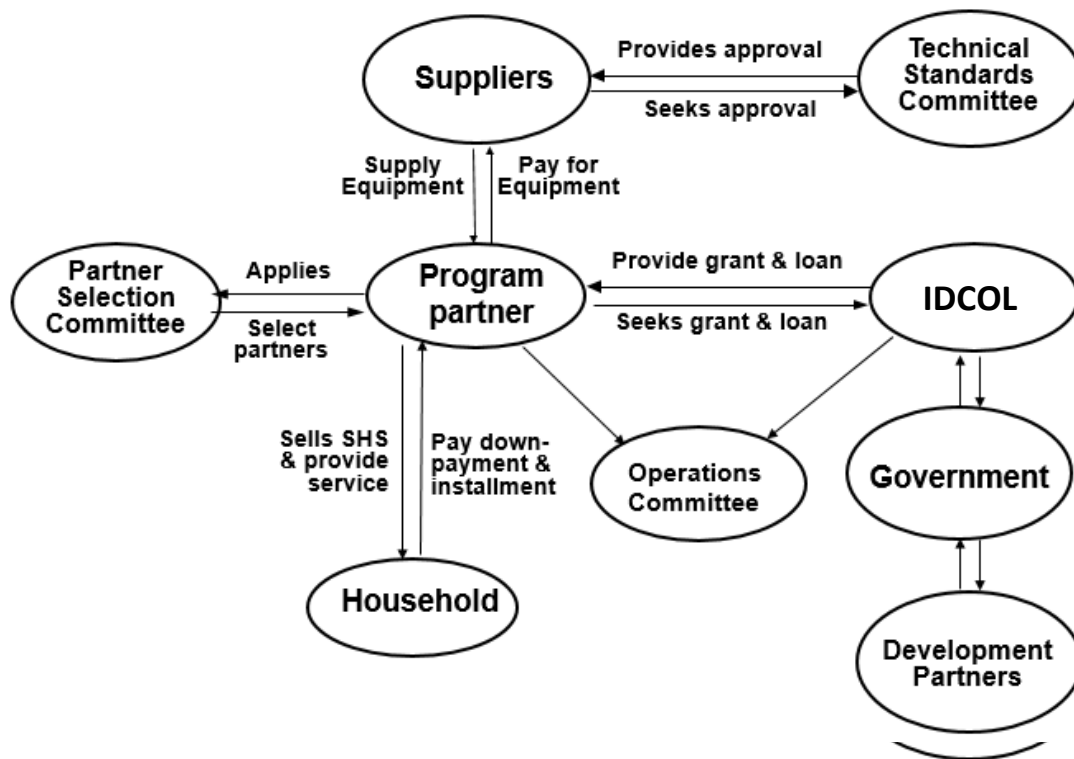 Suppliers
Provides approval
Seeks approval
Technical
Standards
Committee
Supply
Equipment
Pay for
Equipment
Partner
Selection
Committee
Applies
Select
partners
Program
partner
Provide grant & loan
Seeks grant & loan
IDCOL
Sells SHS
& provide
service
Pay down-
payment &
installment
Operations
Committee
Government
Household
Development
Partners